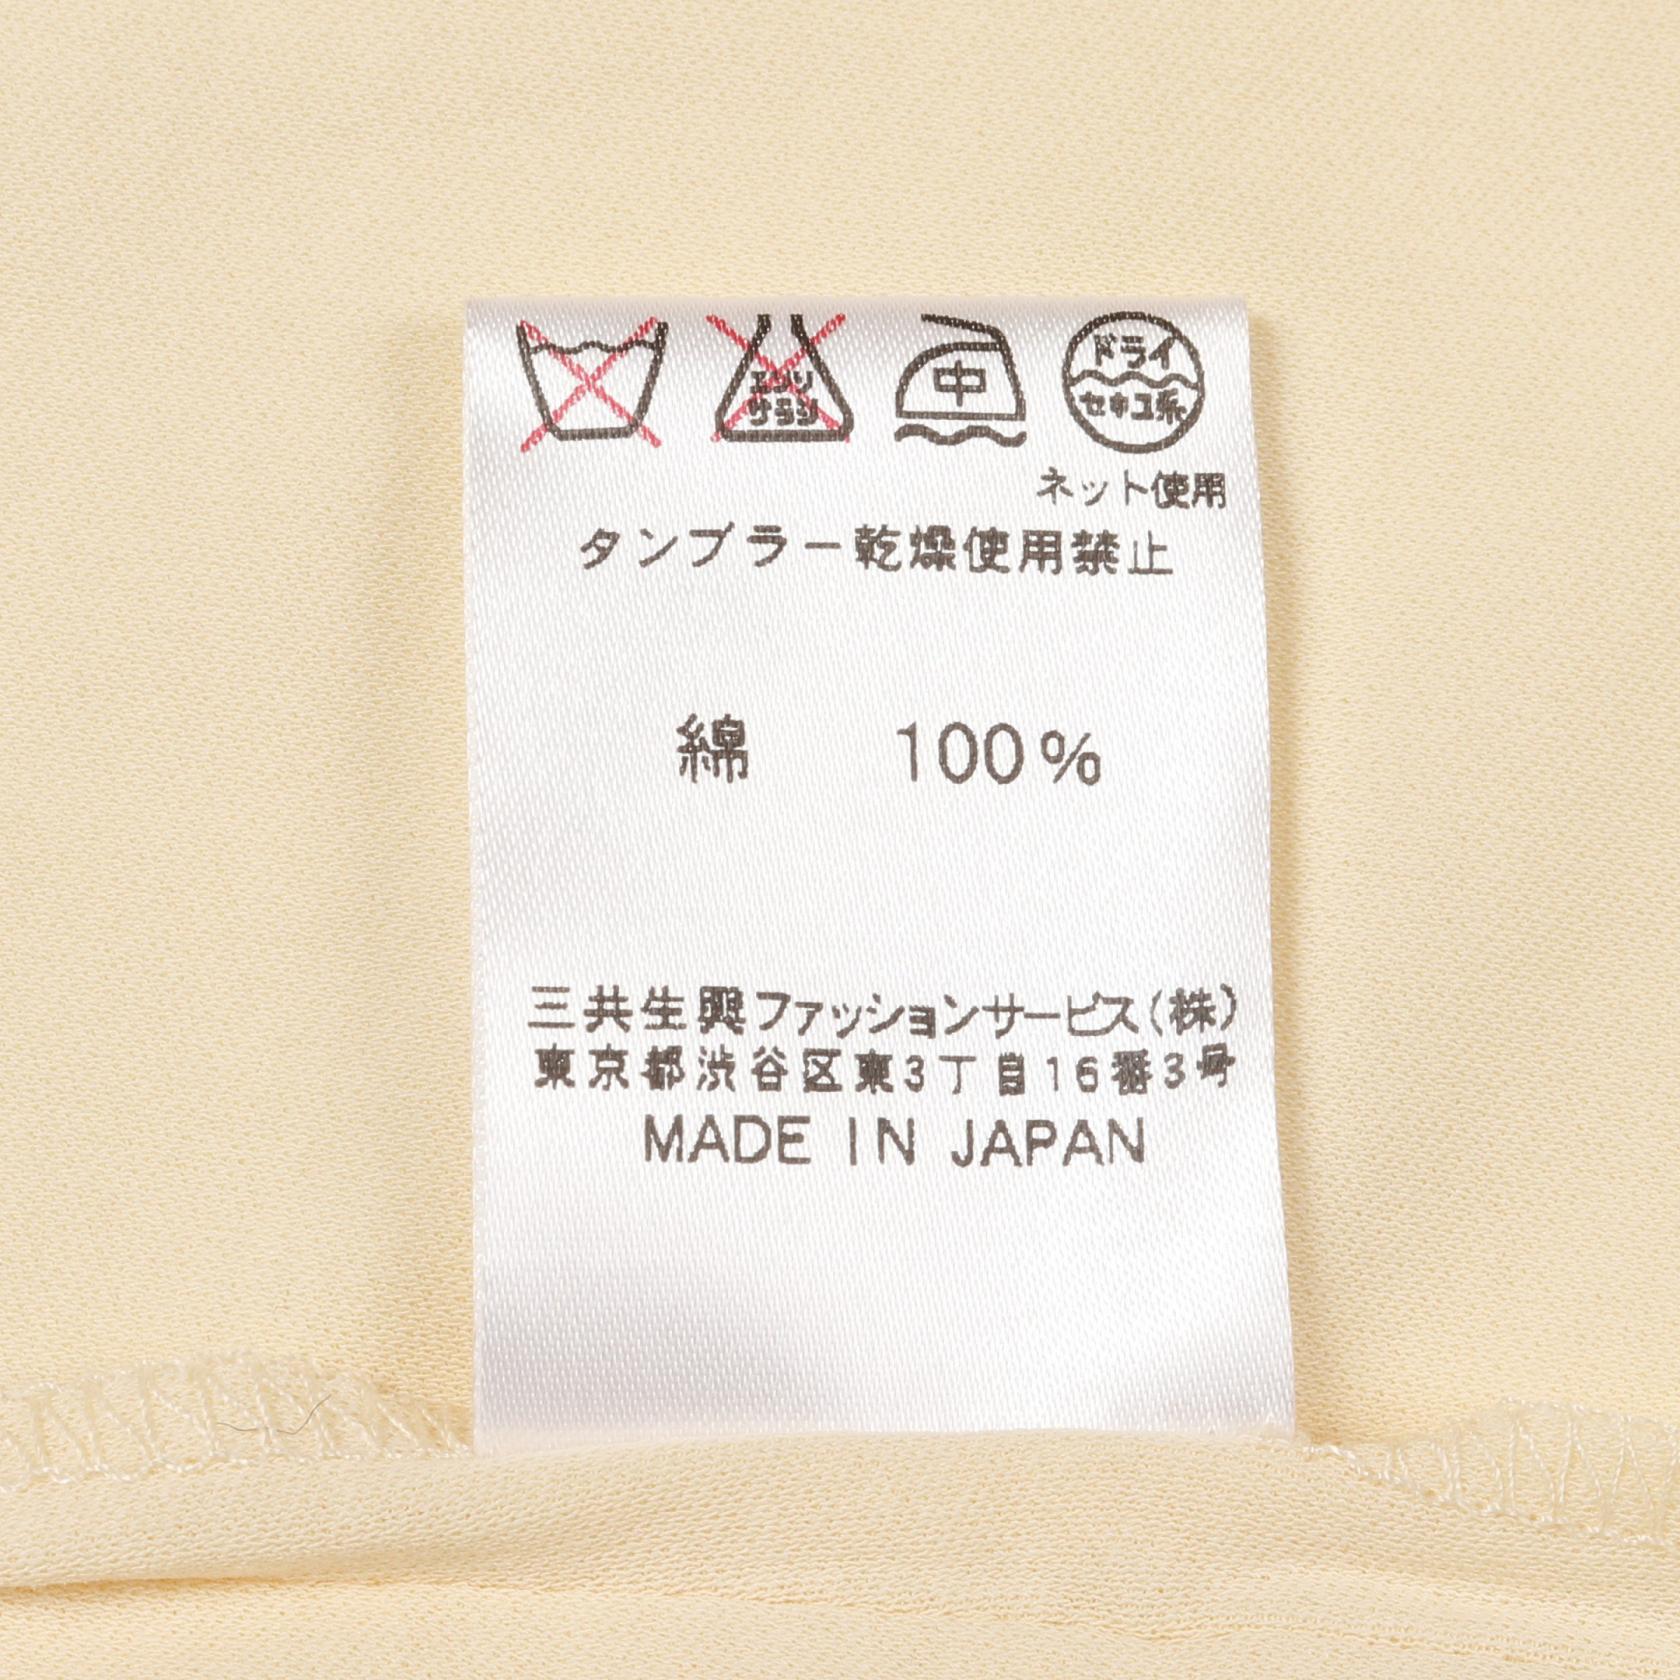 エンソ サラシ 中 ドライ セキユ系
ネット使用
タンブラー乾燥使用禁止
綿 100%
三共生興ファッションサービス(株)
東京都渋谷区東3丁目16番3号
MADE IN JAPAN